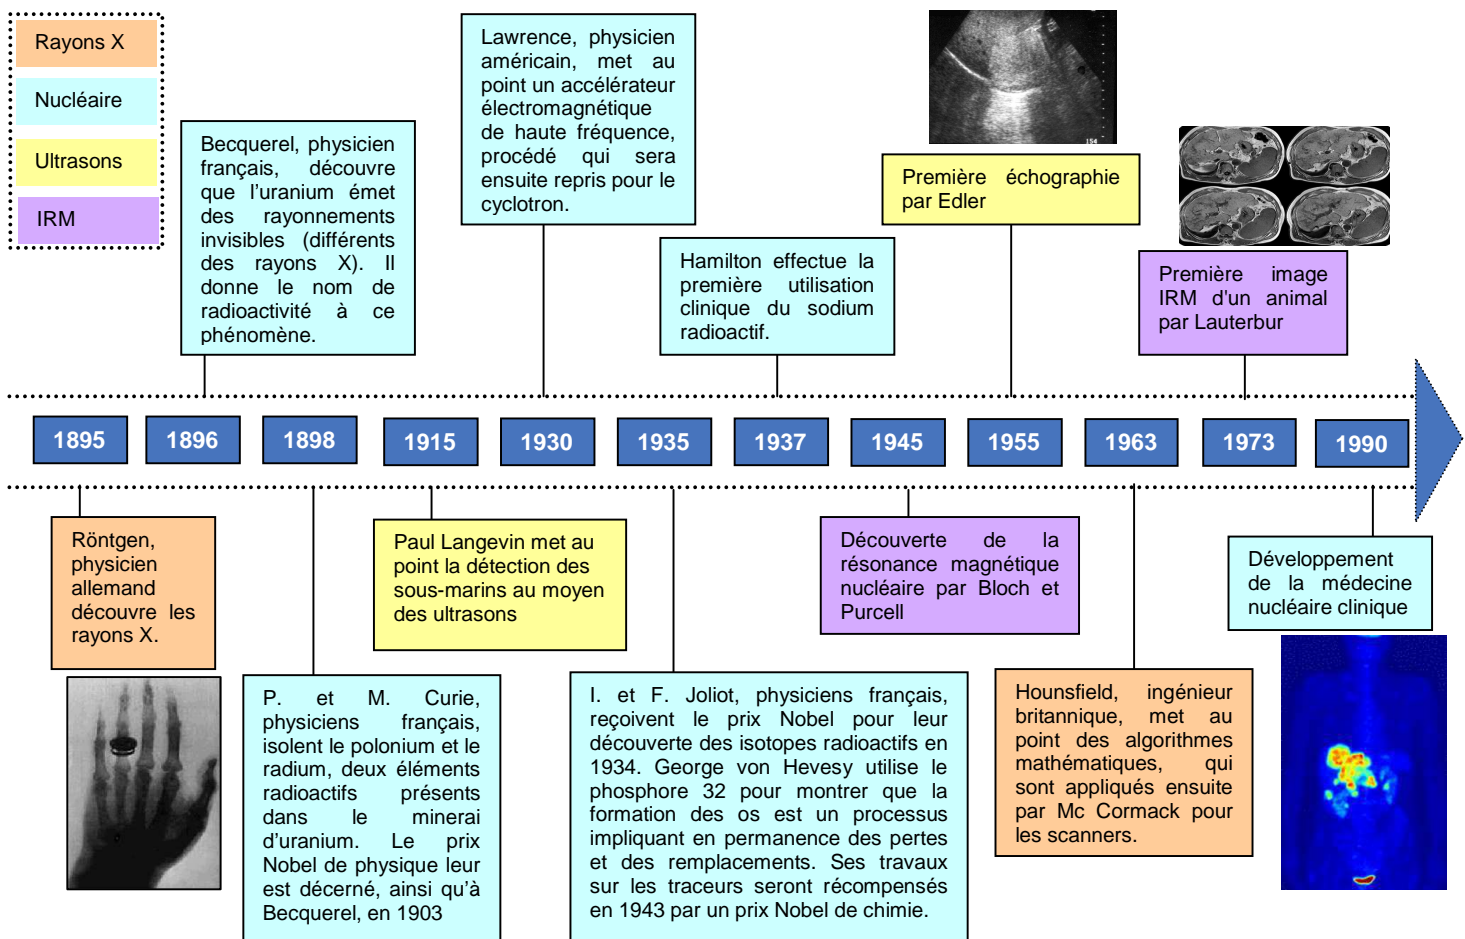 Rayons X
Nucléaire
Ultrasons
IRM
Becquerel, physicien
français, découvre
que l'uranium émet
des rayonnements
invisibles (différents
des rayons X). Il
donne le nom de
radioactivité à ce
phénomène.
Lawrence, physicien
américain, met au
point un accélérateur
électromagnétique
de haute fréquence,
procédé qui sera
ensuite repris pour le
cyclotron.
Hamilton effectue la
première utilisation
clinique du sodium
radioactif.
154
Première échographie
par Edler
Première image
IRM d'un animal
par Lauterbur
1895
1896
1898
1915
1930
1935
1937
1945
1955
1963
1973
1990
Röntgen,
physicien
allemand
découvre les
rayons X.
P. et M. Curie,
physiciens français,
isolent le polonium et le
radium, deux éléments
radioactifs présents
dans le minerai
d'uranium. Le prix
Nobel de physique leur
est décerné, ainsi qu'à
Becquerel, en 1903
Paul Langevin met au
point la détection des
sous-marins au moyen
des ultrasons
I. et F. Joliot, physiciens français,
reçoivent le prix Nobel pour leur
découverte des isotopes radioactifs en
1934. George von Hevesy utilise le
phosphore 32 pour montrer que la
formation des os est un processus
impliquant en permanence des pertes
et des remplacements. Ses travaux
sur les traceurs seront récompensés
en 1943 par un prix Nobel de chimie.
Découverte de la
résonance magnétique
nucléaire par Bloch et
Purcell
Hounsfield, ingénieur
britannique, met au
point des algorithmes
mathématiques, qui
sont appliqués ensuite
par Mc Cormack pour
les scanners.
Développement
de la médecine
nucléaire clinique